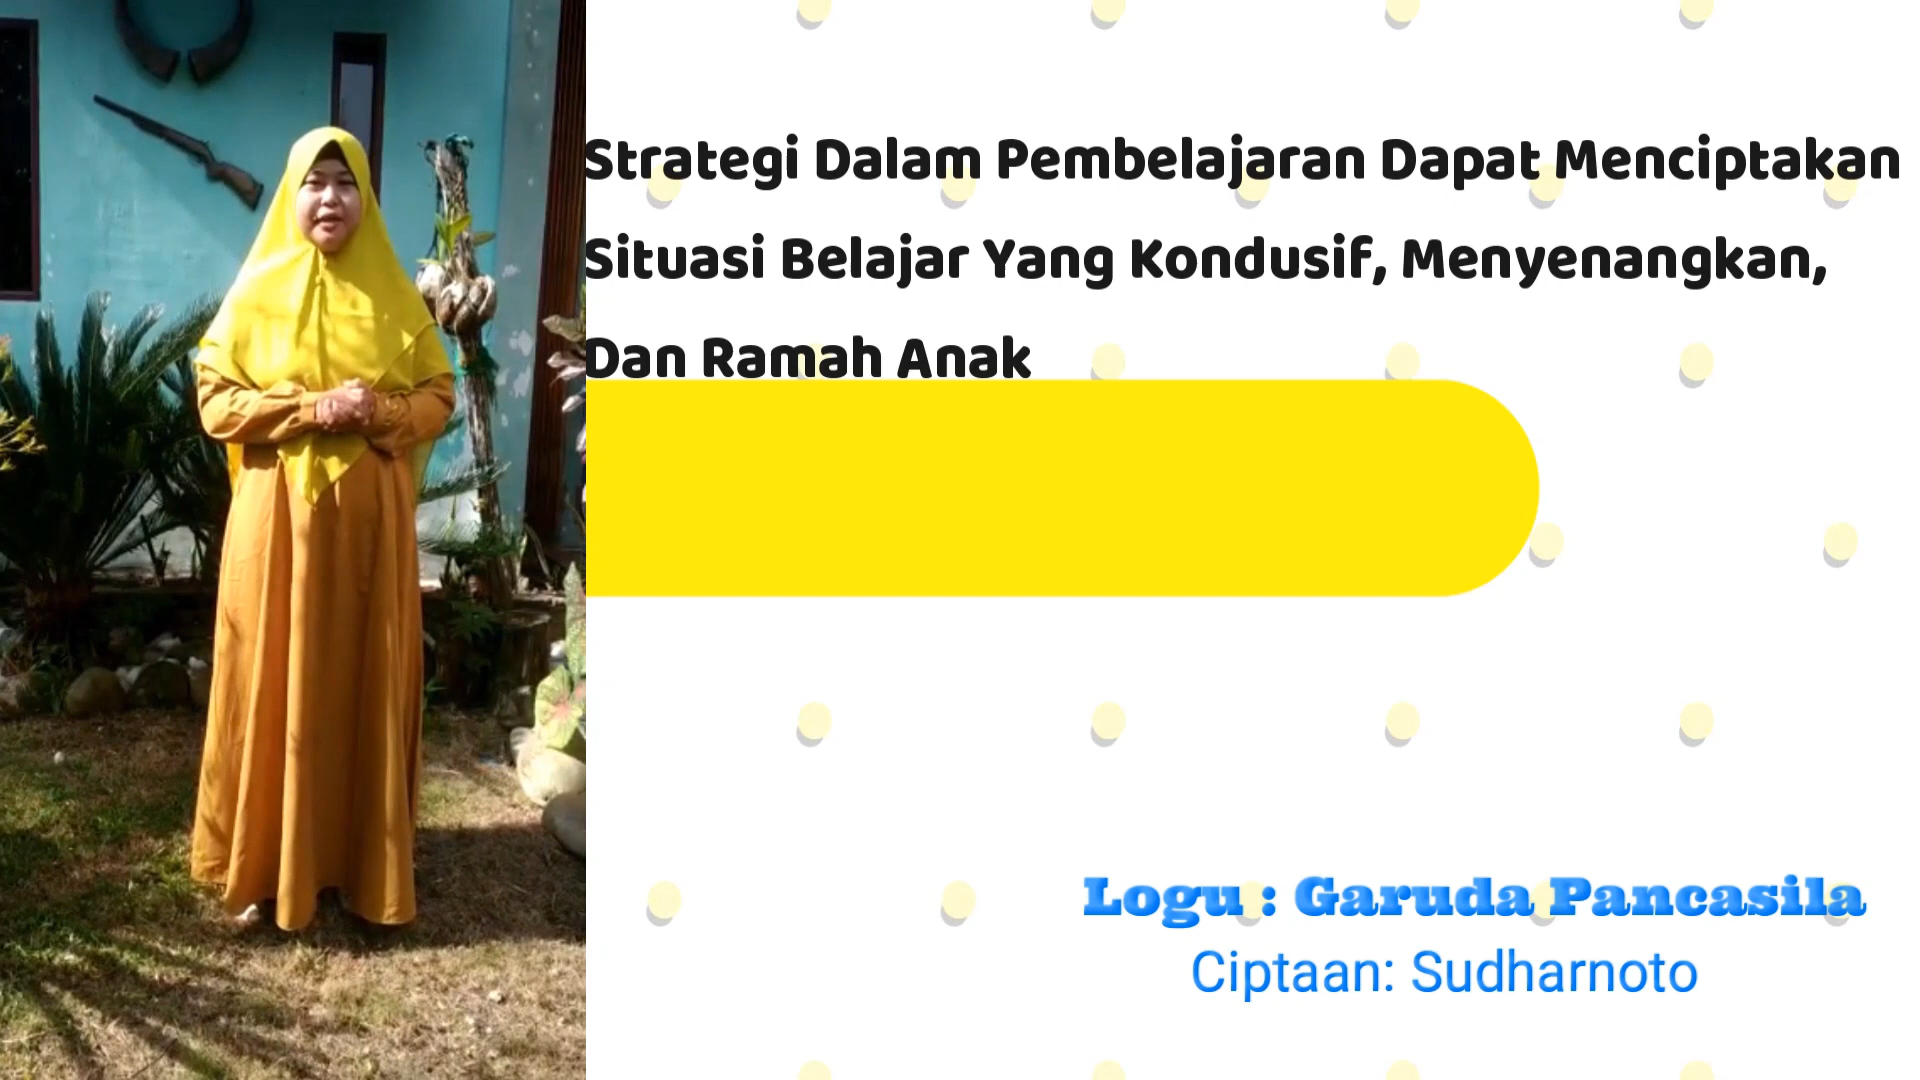 Strategi Dalam Pembelajaran Dapat Menciptakan
Situasi Belajar Yang Kondusif, Menyenangkan,
Dan Ramah Anak
Logu : Garuda Pancasila
Ciptaan: Sudharnoto